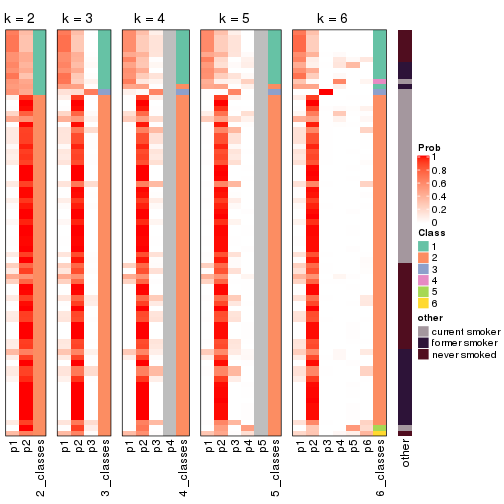 k = 2 k = 3 k = 4 k = 5 k = 6
Prob
1
0.8
0.6
0.4
0.2
0
Class
1
2
3
4
5
6
other
current smoker
former smoker
never smoked
p1 p2 2_classes p1 p2 p3 3_classes p1 p2 p3 p4 4_classes p1 p2 p3 p4 p5 5_classes p1 p2 p3 p4 p5 p6 6_classes other